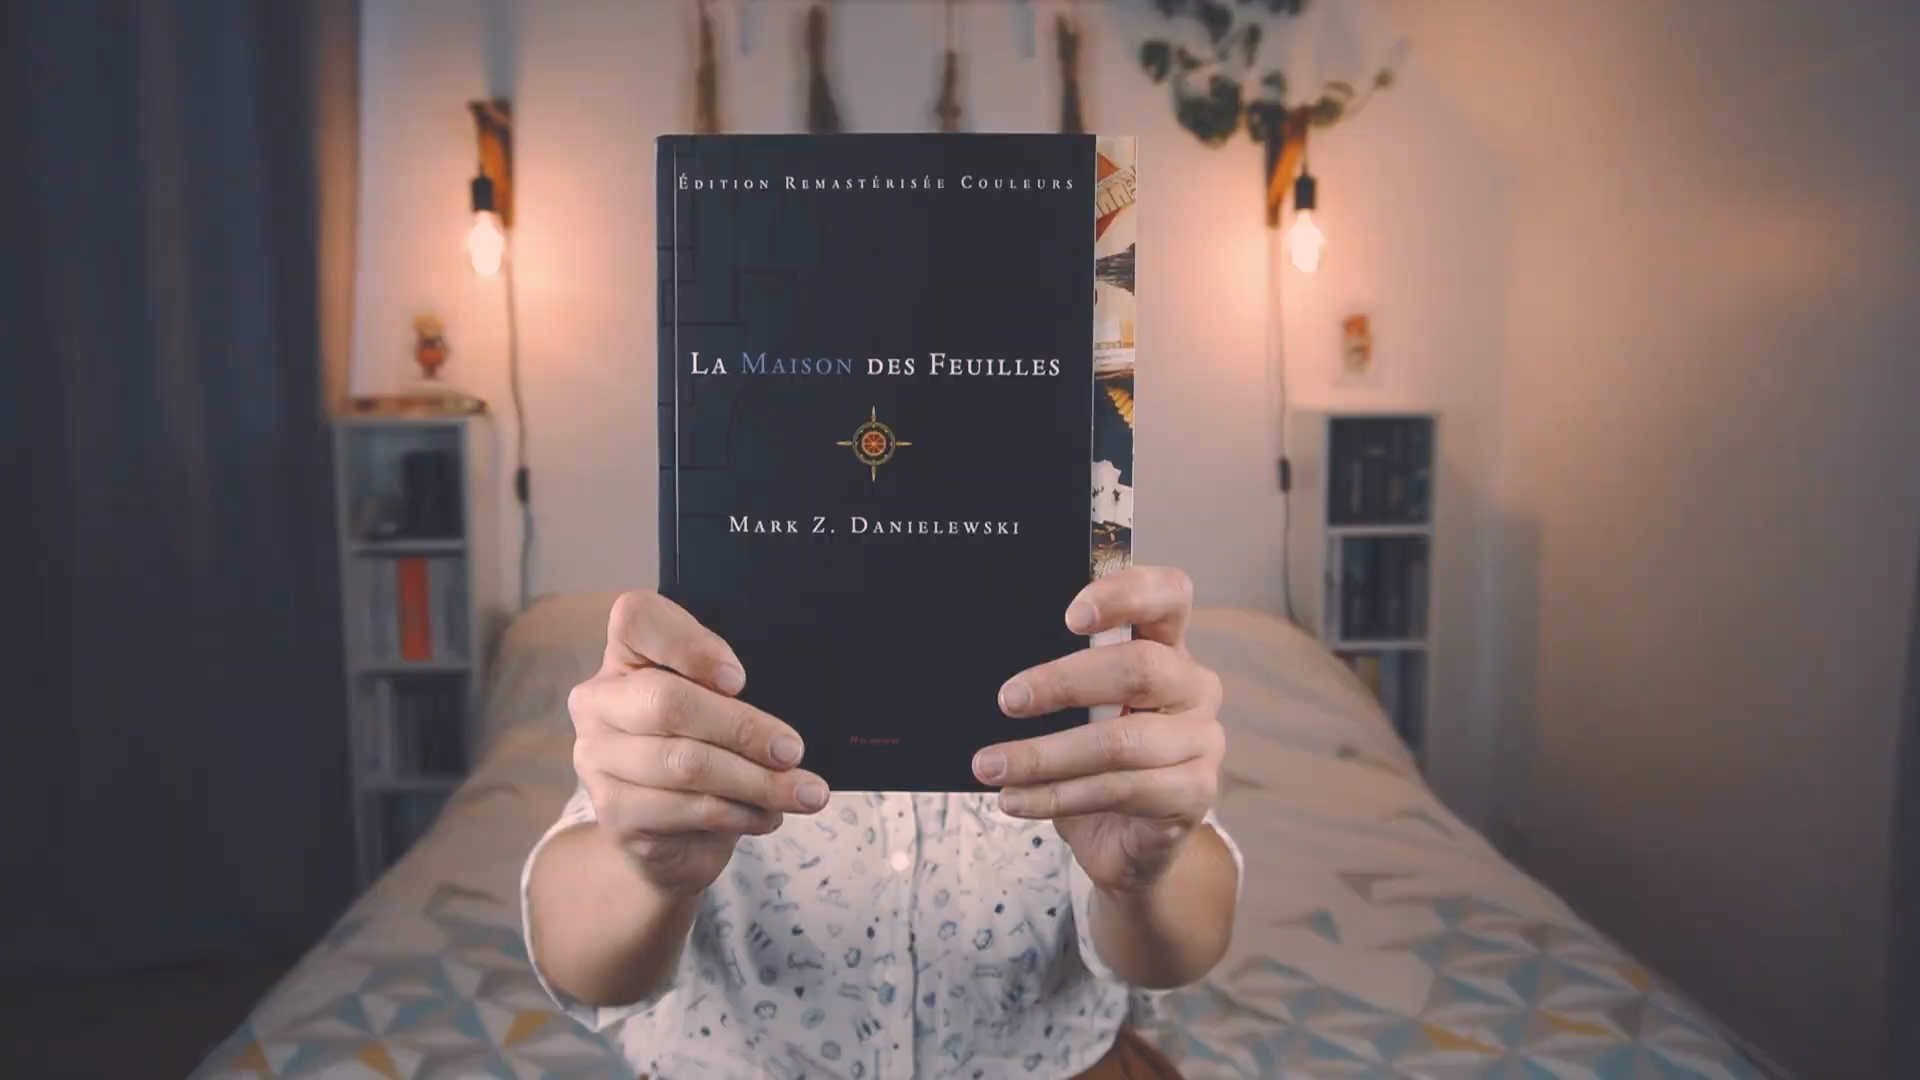 Édition Remastérisée Couleurs
La Maison des Feuilles
Mark Z. Danielewski